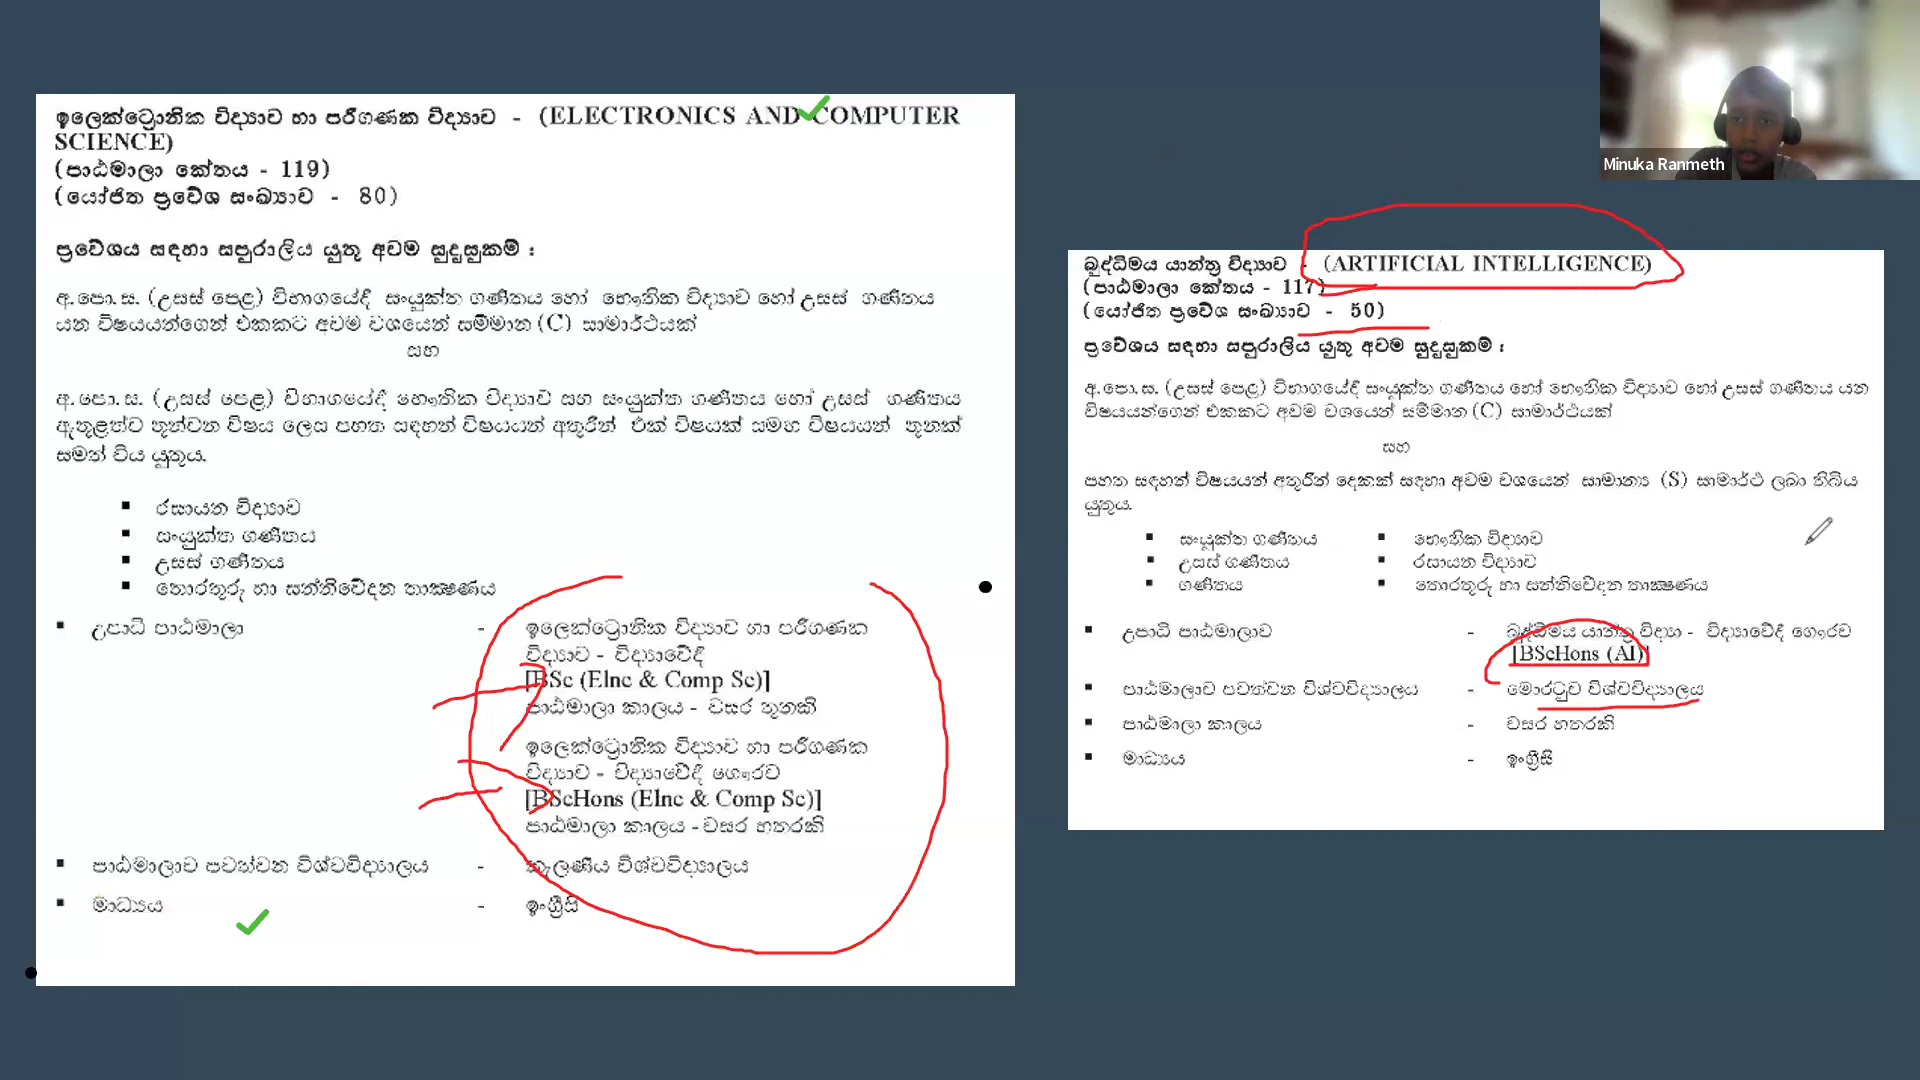 ඉලෙක්ට්‍රොනික විද්‍යාව හා පරිගණක විද්‍යාව - (ELECTRONICS AND COMPUTER
SCIENCE)
(පාඨමාලා කේතය - 119)
(යෝජිත ප්‍රවේශ සංඛ්‍යාව - 80)
ප්‍රවේශය සඳහා සපුරාලිය යුතු අවම සුදුසුකම් :
අ.පො.ස. (උසස් පෙළ) විභාගයේදී සංයුක්ත ගණිතය හෝ භෞතික විද්‍යාව හෝ උසස් ගණිතය
යන විෂයයන්ගෙන් එකකට අවම වශයෙන් සම්මාන (C) සාමාර්ථයක්
සහ
අ.පො.ස. (උසස් පෙළ) විභාගයේදී භෞතික විද්‍යාව සහ සංයුක්ත ගණිතය හෝ උසස් ගණිතය
ඇතුළත්ව තුන්වන විෂය ලෙස පහත සඳහන් විෂයයන් අතුරින් එක් විෂයක් සමඟ විෂයයන් තුනක්
සමත් විය යුතුය.
▪ රසායන විද්‍යාව
▪ සංයුක්ත ගණිතය
▪ උසස් ගණිතය
▪ තොරතුරු හා සන්නිවේදන තාක්ෂණය
▪ උපාධි පාඨමාලා - ඉලෙක්ට්‍රොනික විද්‍යාව හා පරිගණක
විද්‍යාව - විද්‍යාවේදී
[BSc (Elnc & Comp Sc)]
පාඨමාලා කාලය - වසර තුනකි
ඉලෙක්ට්‍රොනික විද්‍යාව හා පරිගණක
විද්‍යාව - විද්‍යාවේදී ගෞරව
[BScHons (Elnc & Comp Sc)]
පාඨමාලා කාලය - වසර හතරකි
▪ පාඨමාලාව පවත්වන විශ්වවිද්‍යාලය - කැලණිය විශ්වවිද්‍යාලය
▪ මාධ්‍යය - ඉංග්‍රීසි
Minuka Ranmeth
බුද්ධිමය යාන්ත්‍ර විද්‍යාව - (ARTIFICIAL INTELLIGENCE)
(පාඨමාලා කේතය - 117)
(යෝජිත ප්‍රවේශ සංඛ්‍යාව - 50)
ප්‍රවේශය සඳහා සපුරාලිය යුතු අවම සුදුසුකම් :
අ.පො.ස. (උසස් පෙළ) විභාගයේදී සංයුක්ත ගණිතය හෝ භෞතික විද්‍යාව හෝ උසස් ගණිතය යන
විෂයයන්ගෙන් එකකට අවම වශයෙන් සම්මාන (C) සාමාර්ථයක්
සහ
පහත සඳහන් විෂයයන් අතුරින් දෙකක් සඳහා අවම වශයෙන් සාමාන්‍ය (S) සාමාර්ථ ලබා තිබිය
යුතුය.
▪ සංයුක්ත ගණිතය ▪ භෞතික විද්‍යාව
▪ උසස් ගණිතය ▪ රසායන විද්‍යාව
▪ ගණිතය ▪ තොරතුරු හා සන්නිවේදන තාක්ෂණය
▪ උපාධි පාඨමාලාව - බුද්ධිමය යාන්ත්‍ර විද්‍යා - විද්‍යාවේදී ගෞරව
[BScHons (AI)]
▪ පාඨමාලාව පවත්වන විශ්වවිද්‍යාලය - මොරටුව විශ්වවිද්‍යාලය
▪ පාඨමාලා කාලය - වසර හතරකි
▪ මාධ්‍යය - ඉංග්‍රීසි